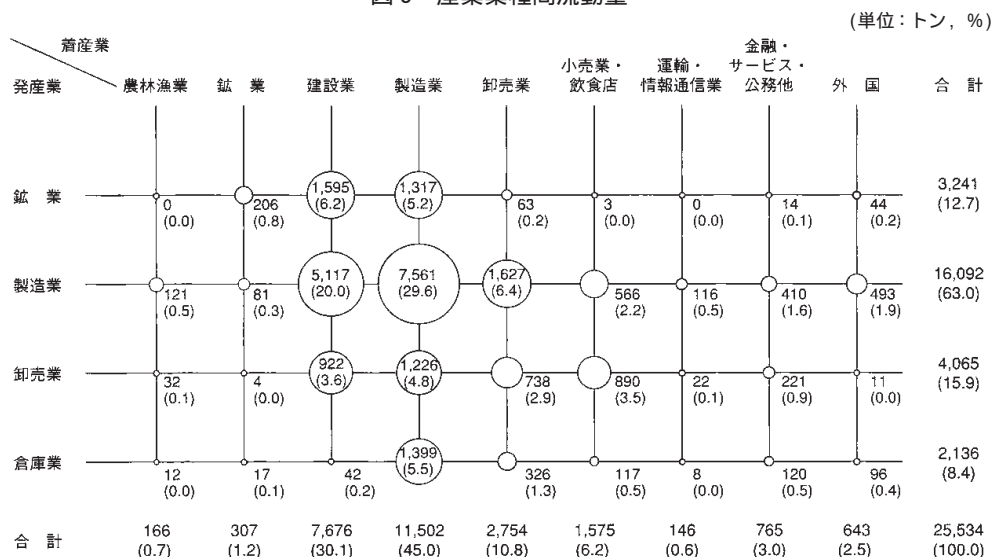 (単位：トン，%)
着産業
金融・
小売業・ 運輸・ サービス・
発産業 農林漁業 鉱 業 建設業 製造業 卸売業 飲食店 情報通信業 公務他 外 国 合 計
鉱 業 0 206 1,595 1,317 63 3 0 14 44 3,241
(0.0) (0.8) (6.2) (5.2) (0.2) (0.0) (0.0) (0.1) (0.2) (12.7)
製造業 121 81 5,117 7,561 1,627 566 116 410 493 16,092
(0.5) (0.3) (20.0) (29.6) (6.4) (2.2) (0.5) (1.6) (1.9) (63.0)
卸売業 32 4 922 1,226 738 890 22 221 11 4,065
(0.1) (0.0) (3.6) (4.8) (2.9) (3.5) (0.1) (0.9) (0.0) (15.9)
倉庫業 12 17 42 1,399 326 117 8 120 96 2,136
(0.0) (0.1) (0.2) (5.5) (1.3) (0.5) (0.0) (0.5) (0.4) (8.4)
合 計 166 307 7,676 11,502 2,754 1,575 146 765 643 25,534
(0.7) (1.2) (30.1) (45.0) (10.8) (6.2) (0.6) (3.0) (2.5) (100.0)